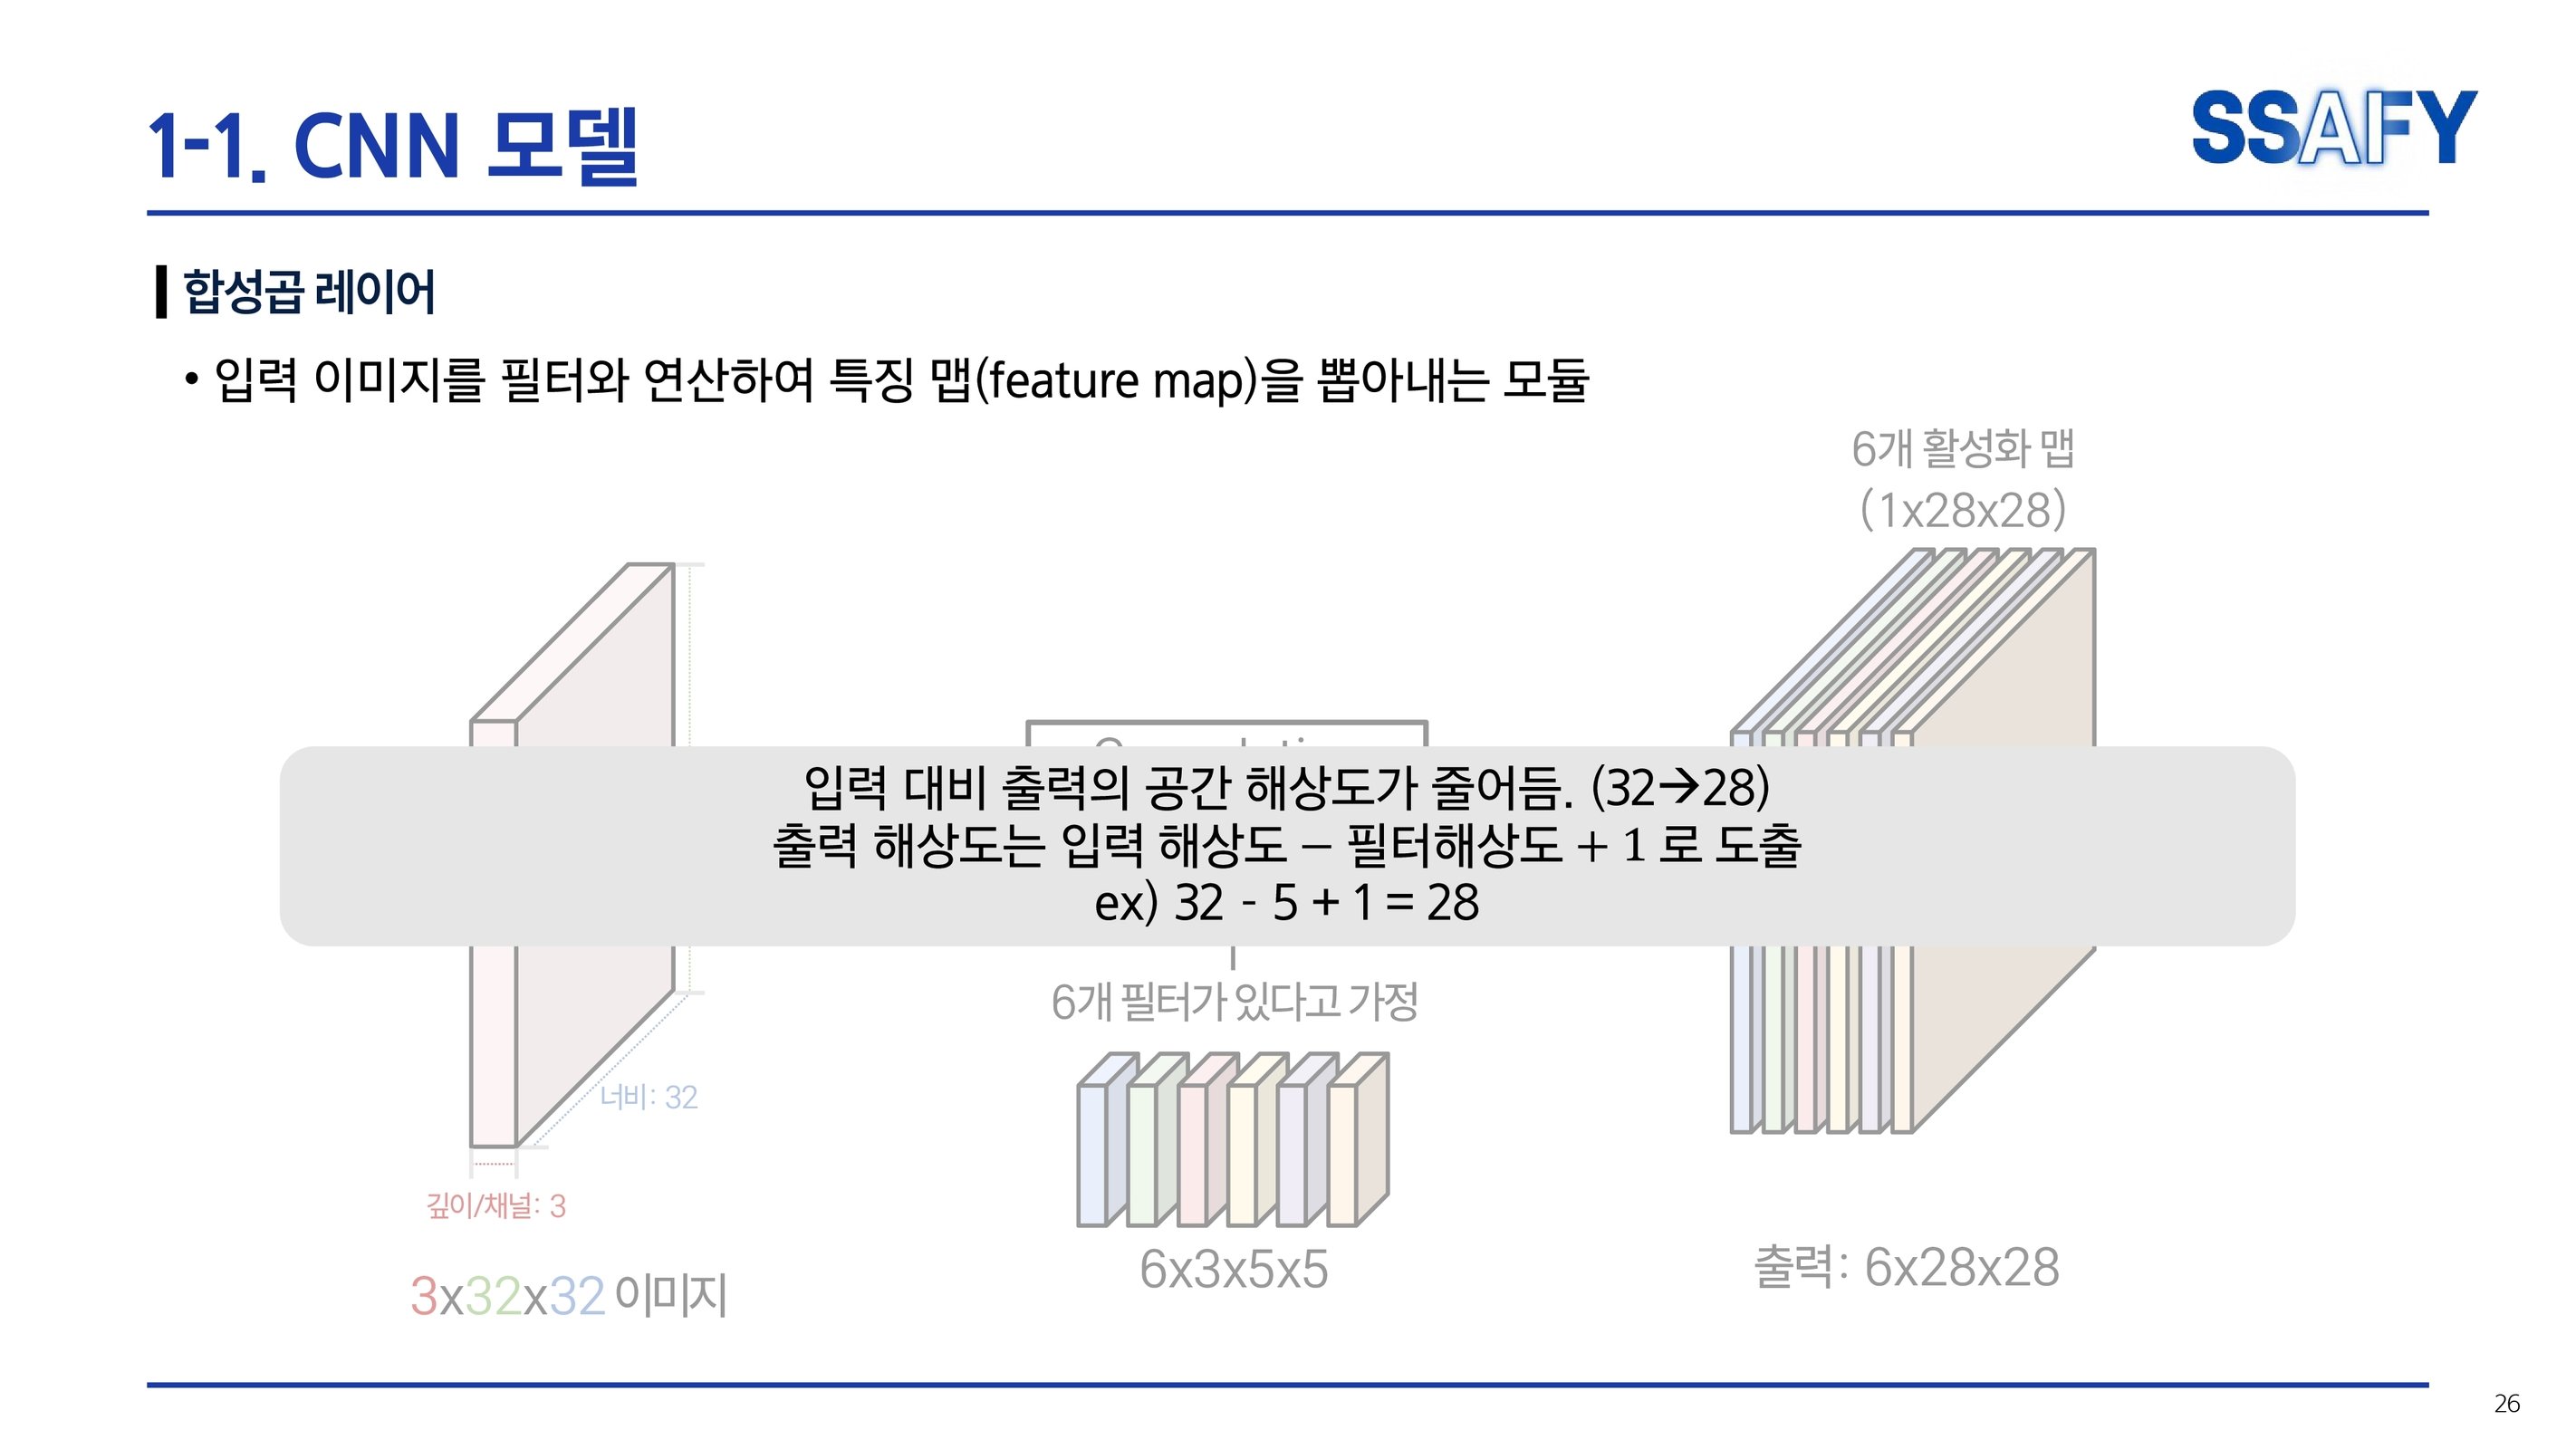 1-1. CNN 모델
SSAFY
합성곱 레이어
• 입력 이미지를 필터와 연산하여 특징 맵(feature map)을 뽑아내는 모듈
6개 활성화 맵
(1x28x28)
입력 대비 출력의 공간 해상도가 줄어듬. (32→28)
출력 해상도는 입력 해상도 – 필터해상도 + 1 로 도출
ex) 32 - 5 + 1 = 28
6개 필터가 있다고 가정
너비: 32
깊이/채널: 3
3x32x32 이미지
6x3x5x5
출력: 6x28x28
26